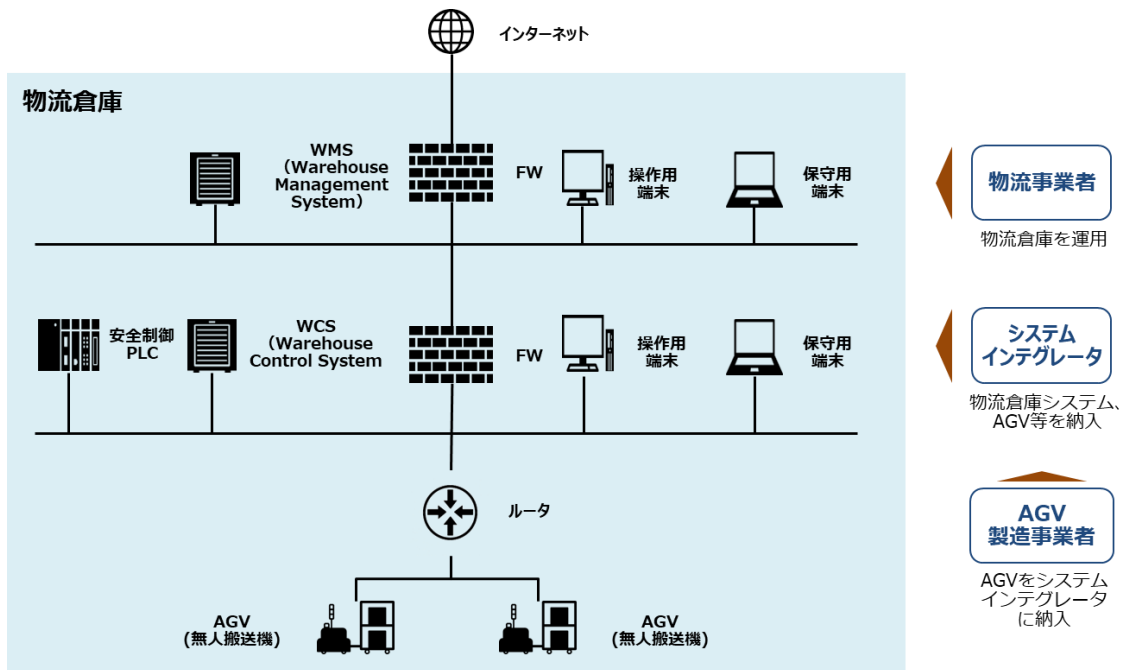 インターネット
物流倉庫
WMS
（Warehouse
Management
System）
FW
操作用
端末
保守用
端末
物流事業者
物流倉庫を運用
安全制御
PLC
WCS
（Warehouse
Control System
FW
操作用
端末
保守用
端末
システム
インテグレータ
物流倉庫システム、
AGV等を納入
ルータ
AGV
製造事業者
AGVをシステム
インテグレータ
に納入
AGV
(無人搬送機)
AGV
(無人搬送機)